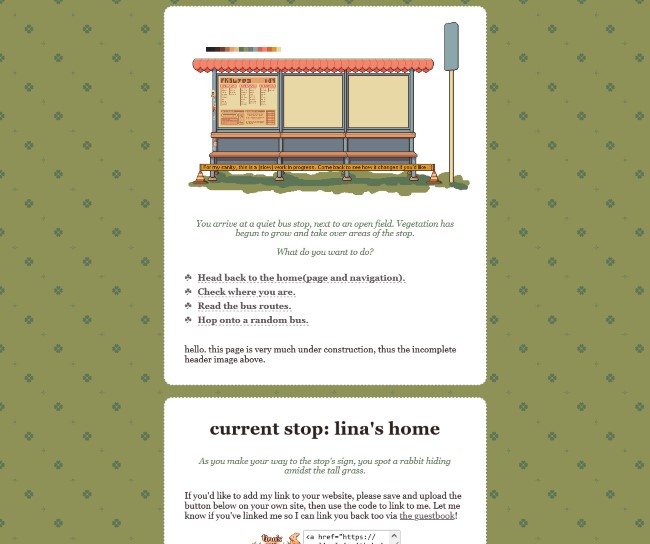 For my sanity, this is a (slow) work in progress. Come back to see how it changes if you'd like
You arrive at a quiet bus stop, next to an open field. Vegetation has
begun to grow and take over areas of the stop.
What do you want to do?
Head back to the home(page and navigation).
Check where you are.
Read the bus routes.
Hop onto a random bus.
hello. this page is very much under construction, thus the incomplete
header image above.
current stop: lina's home
As you make your way to the stop's sign, you spot a rabbit hiding
amidst the tall grass.
If you'd like to add my link to your website, please save and upload the
button below on your own site, then use the code to link to me. Let me
know if you've linked me so I can link you back too via the guestbook!
<a href="https://